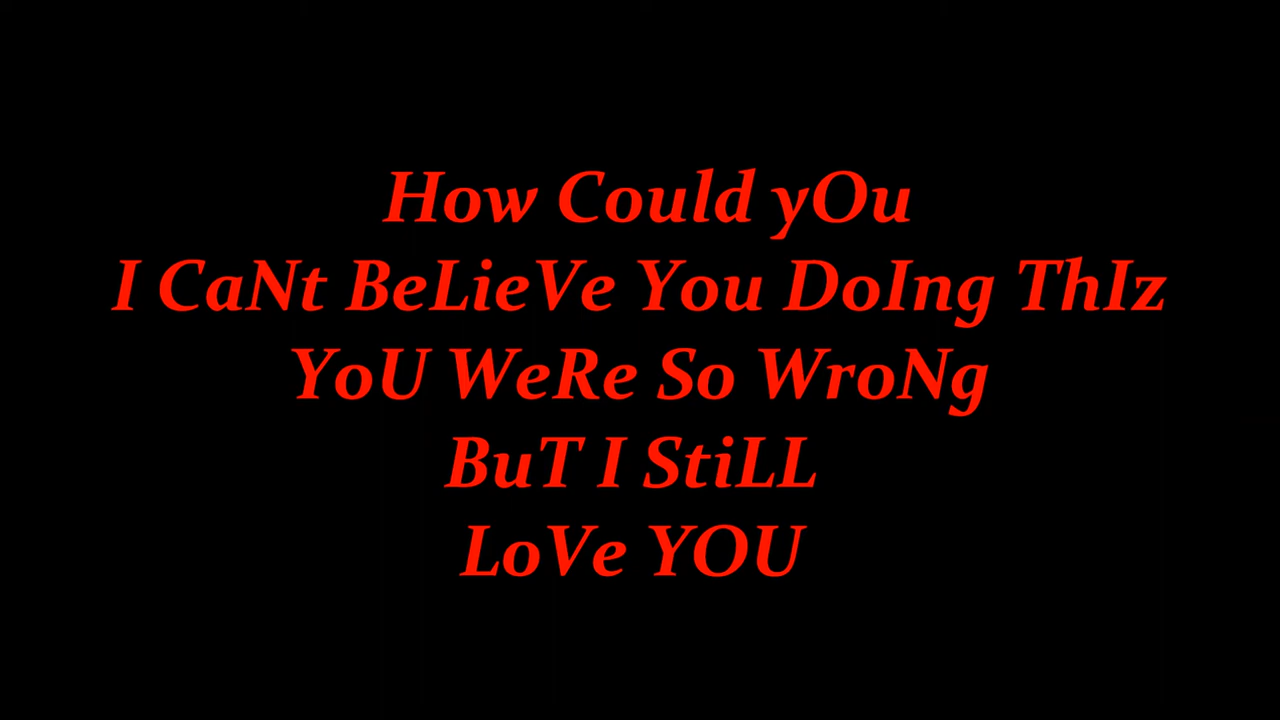 How Could yOu
I CaNt BeLieVe You DoIng ThIz
YoU WeRe So WroNg
BuT I StiLL
LoVe YOU